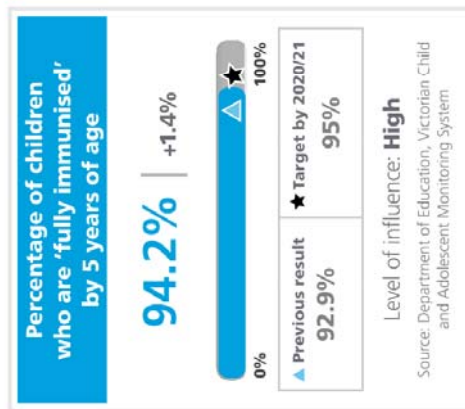 Percentage of children
who are 'fully immunised'
by 5 years of age
94.2%
+1.4%
0%
100%
Previous result
92.9%
Target by 2020/21
95%
Level of influence: High
Source: Department of Education, Victorian Child
and Adolescent Monitoring System